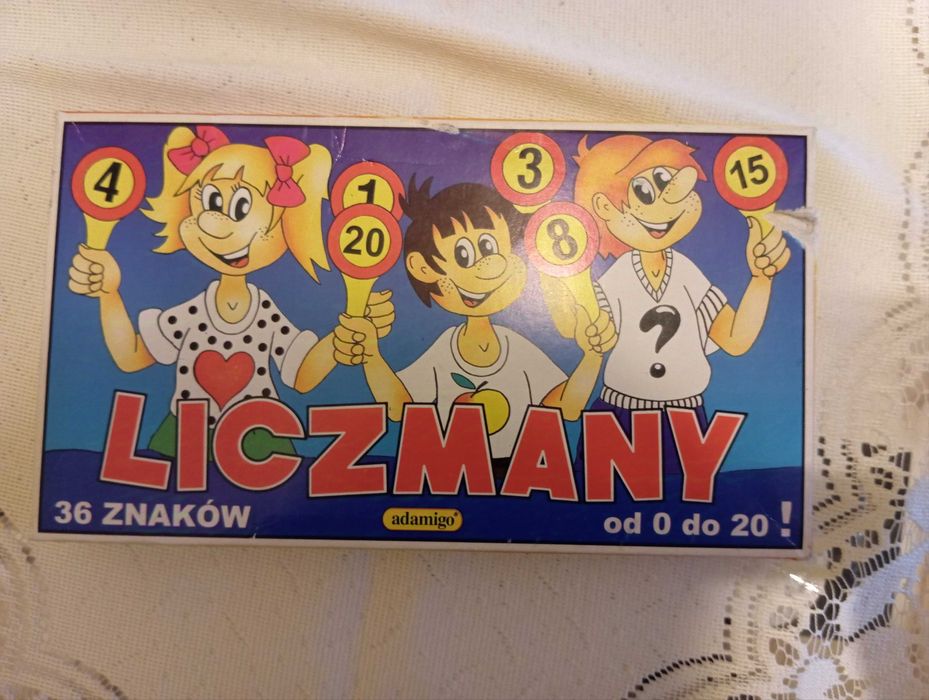 4
1
3
15
20
8
?
LICZMANY
36 ZNAKÓW
adamigo®
od 0 do 20 !